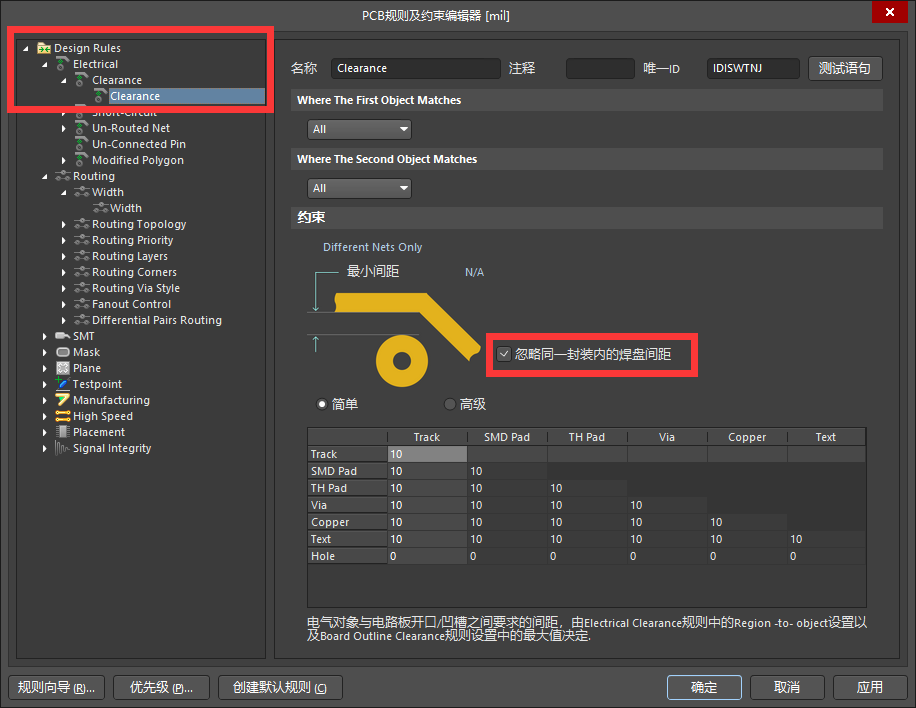 PCB规则及约束编辑器 [mil]
Design Rules
Electrical
Clearance
Clearance
Short-Circuit
Un-Routed Net
Un-Connected Pin
Modified Polygon
Routing
Width
Width
Routing Topology
Routing Priority
Routing Layers
Routing Corners
Routing Via Style
Fanout Control
Differential Pairs Routing
SMT
Mask
Plane
Testpoint
Manufacturing
High Speed
Placement
Signal Integrity
名称 Clearance 注释 唯一ID IDISWTNJ 测试语句
Where The First Object Matches
All
Where The Second Object Matches
All
约束
Different Nets Only
最小间距 N/A
忽略同一封装内的焊盘间距
简单 高级
Track SMD Pad TH Pad Via Copper Text
Track 10
SMD Pad 10 10
TH Pad 10 10 10
Via 10 10 10 10
Copper 10 10 10 10 10
Text 10 10 10 10 10 10
Hole 0 0 0 0 0 0
电气对象与电路板开口/凹槽之间要求的间距，由Electrical Clearance规则中的Region -to- object设置以
及Board Outline Clearance规则设置中的最大值决定.
规则向导 (R)... 优先级 (P)... 创建默认规则 (C) 确定 取消 应用